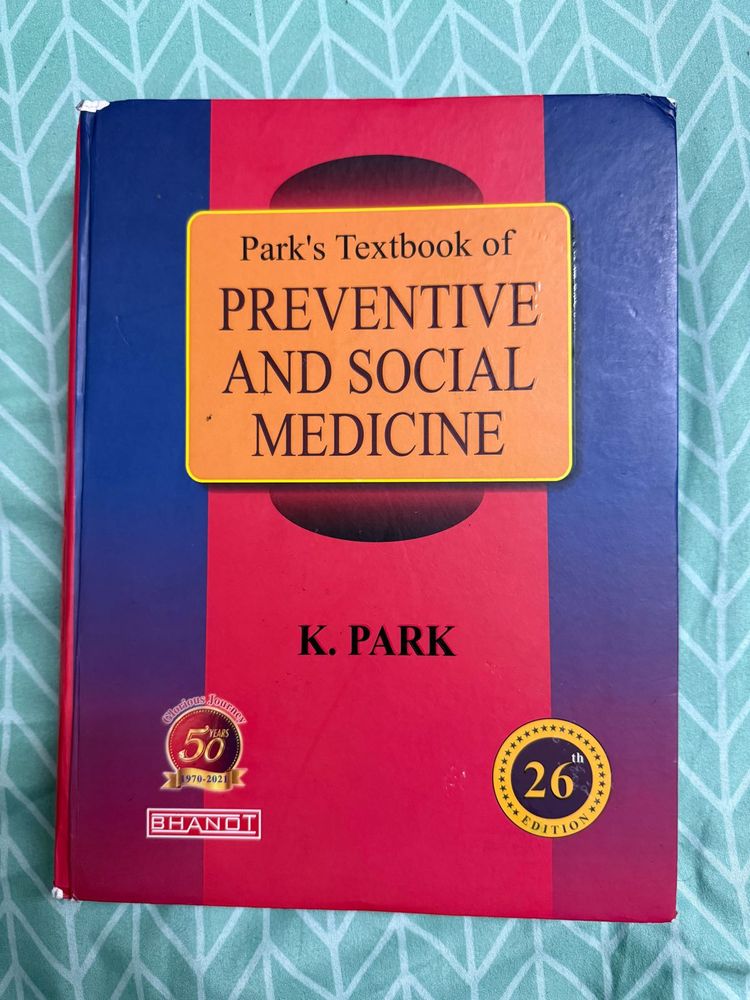 Park's Textbook of
PREVENTIVE
AND SOCIAL
MEDICINE
K. PARK
Glorious Journey
50 YEARS
1970-2021
BHANOT
26th
EDITION